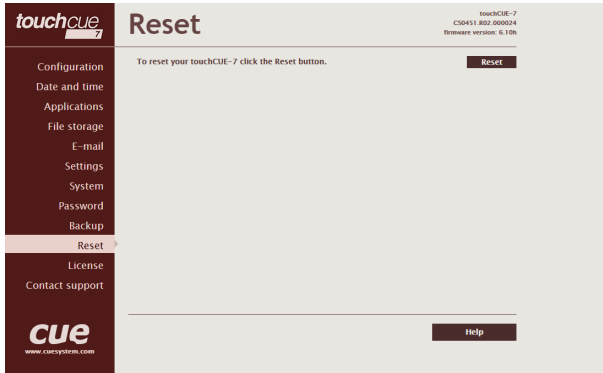 touchcue
7
Reset
touchCUE-7
CS0451.R02.000024
firmware version: 6.10h
Configuration
Date and time
Applications
File storage
E-mail
Settings
System
Password
Backup
Reset
License
Contact support
To reset your touchCUE-7 click the Reset button.
Reset
cue
www.cuesystem.com
Help